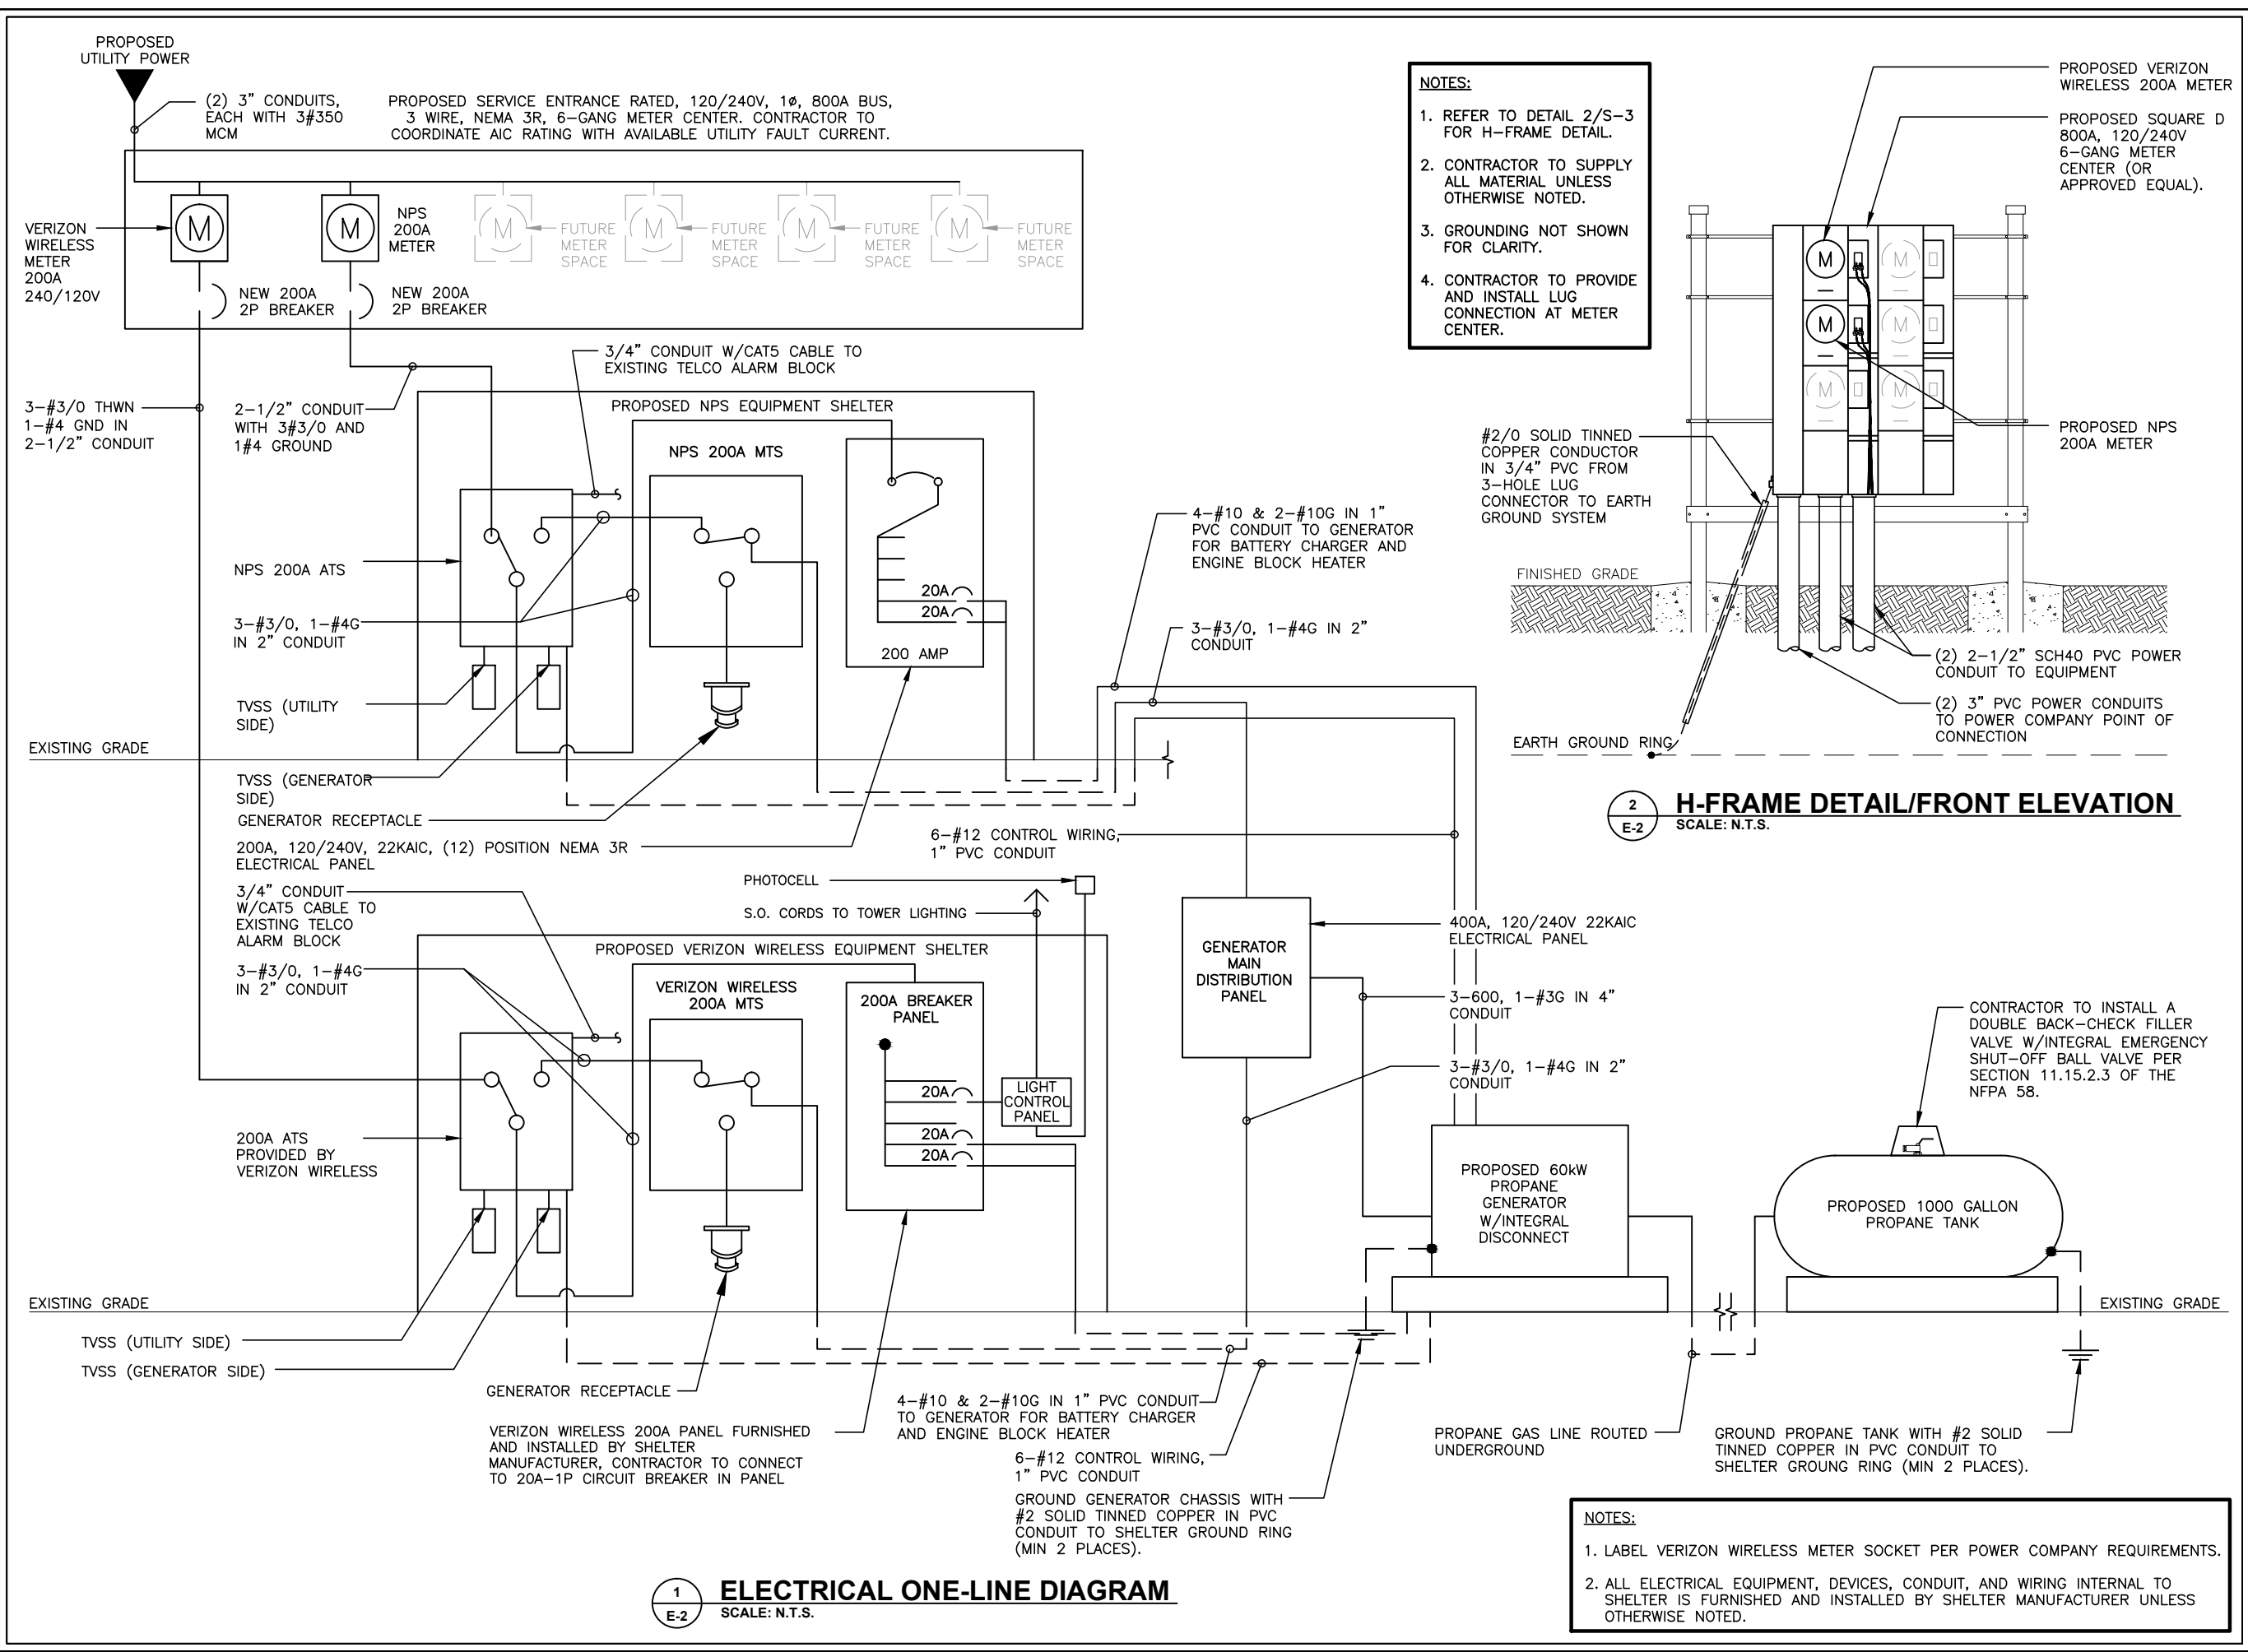 PROPOSED
UTILITY POWER
(2) 3" CONDUITS,
EACH WITH 3#350
MCM
PROPOSED SERVICE ENTRANCE RATED, 120/240V, 1ø, 800A BUS,
3 WIRE, NEMA 3R, 6-GANG METER CENTER. CONTRACTOR TO
COORDINATE AIC RATING WITH AVAILABLE UTILITY FAULT CURRENT.
VERIZON
WIRELESS
METER
200A
240/120V
M
M
NPS
200A
METER
M
FUTURE
METER
SPACE
M
FUTURE
METER
SPACE
M
FUTURE
METER
SPACE
M
FUTURE
METER
SPACE
NEW 200A
2P BREAKER
NEW 200A
2P BREAKER
3/4" CONDUIT W/CAT5 CABLE TO
EXISTING TELCO ALARM BLOCK
3-#3/0 THWN
1-#4 GND IN
2-1/2" CONDUIT
2-1/2" CONDUIT
WITH 3#3/0 AND
1#4 GROUND
PROPOSED NPS EQUIPMENT SHELTER
NPS 200A MTS
NPS 200A ATS
3-#3/0, 1-#4G
IN 2" CONDUIT
20A
20A
200 AMP
TVSS (UTILITY
SIDE)
EXISTING GRADE
TVSS (GENERATOR
SIDE)
GENERATOR RECEPTACLE
200A, 120/240V, 22KAIC, (12) POSITION NEMA 3R
ELECTRICAL PANEL
4-#10 & 2-#10G IN 1"
PVC CONDUIT TO GENERATOR
FOR BATTERY CHARGER AND
ENGINE BLOCK HEATER
3-#3/0, 1-#4G IN 2"
CONDUIT
6-#12 CONTROL WIRING,
1" PVC CONDUIT
3/4" CONDUIT
W/CAT5 CABLE TO
EXISTING TELCO
ALARM BLOCK
PHOTOCELL
S.O. CORDS TO TOWER LIGHTING
PROPOSED VERIZON WIRELESS EQUIPMENT SHELTER
3-#3/0, 1-#4G
IN 2" CONDUIT
VERIZON WIRELESS
200A MTS
200A BREAKER
PANEL
20A
20A
20A
LIGHT
CONTROL
PANEL
200A ATS
PROVIDED BY
VERIZON WIRELESS
GENERATOR
MAIN
DISTRIBUTION
PANEL
400A, 120/240V 22KAIC
ELECTRICAL PANEL
3-600, 1-#3G IN 4"
CONDUIT
3-#3/0, 1-#4G IN 2"
CONDUIT
PROPOSED 60kW
PROPANE
GENERATOR
W/INTEGRAL
DISCONNECT
CONTRACTOR TO INSTALL A
DOUBLE BACK-CHECK FILLER
VALVE W/INTEGRAL EMERGENCY
SHUT-OFF BALL VALVE PER
SECTION 11.15.2.3 OF THE
NFPA 58.
PROPOSED 1000 GALLON
PROPANE TANK
EXISTING GRADE
EXISTING GRADE
TVSS (UTILITY SIDE)
TVSS (GENERATOR SIDE)
GENERATOR RECEPTACLE
VERIZON WIRELESS 200A PANEL FURNISHED
AND INSTALLED BY SHELTER
MANUFACTURER, CONTRACTOR TO CONNECT
TO 20A-1P CIRCUIT BREAKER IN PANEL
4-#10 & 2-#10G IN 1" PVC CONDUIT
TO GENERATOR FOR BATTERY CHARGER
AND ENGINE BLOCK HEATER
6-#12 CONTROL WIRING,
1" PVC CONDUIT
GROUND GENERATOR CHASSIS WITH
#2 SOLID TINNED COPPER IN PVC
CONDUIT TO SHELTER GROUND RING
(MIN 2 PLACES).
PROPANE GAS LINE ROUTED
UNDERGROUND
GROUND PROPANE TANK WITH #2 SOLID
TINNED COPPER IN PVC CONDUIT TO
SHELTER GROUNG RING (MIN 2 PLACES).
1
E-2
ELECTRICAL ONE-LINE DIAGRAM
SCALE: N.T.S.
NOTES:
1. REFER TO DETAIL 2/S-3
FOR H-FRAME DETAIL.
2. CONTRACTOR TO SUPPLY
ALL MATERIAL UNLESS
OTHERWISE NOTED.
3. GROUNDING NOT SHOWN
FOR CLARITY.
4. CONTRACTOR TO PROVIDE
AND INSTALL LUG
CONNECTION AT METER
CENTER.
PROPOSED VERIZON
WIRELESS 200A METER
PROPOSED SQUARE D
800A, 120/240V
6-GANG METER
CENTER (OR
APPROVED EQUAL).
M
M
M
M
M
M
PROPOSED NPS
200A METER
#2/0 SOLID TINNED
COPPER CONDUCTOR
IN 3/4" PVC FROM
3-HOLE LUG
CONNECTOR TO EARTH
GROUND SYSTEM
FINISHED GRADE
(2) 2-1/2" SCH40 PVC POWER
CONDUIT TO EQUIPMENT
(2) 3" PVC POWER CONDUITS
TO POWER COMPANY POINT OF
CONNECTION
EARTH GROUND RING
2
E-2
H-FRAME DETAIL/FRONT ELEVATION
SCALE: N.T.S.
NOTES:
1. LABEL VERIZON WIRELESS METER SOCKET PER POWER COMPANY REQUIREMENTS.
2. ALL ELECTRICAL EQUIPMENT, DEVICES, CONDUIT, AND WIRING INTERNAL TO
SHELTER IS FURNISHED AND INSTALLED BY SHELTER MANUFACTURER UNLESS
OTHERWISE NOTED.